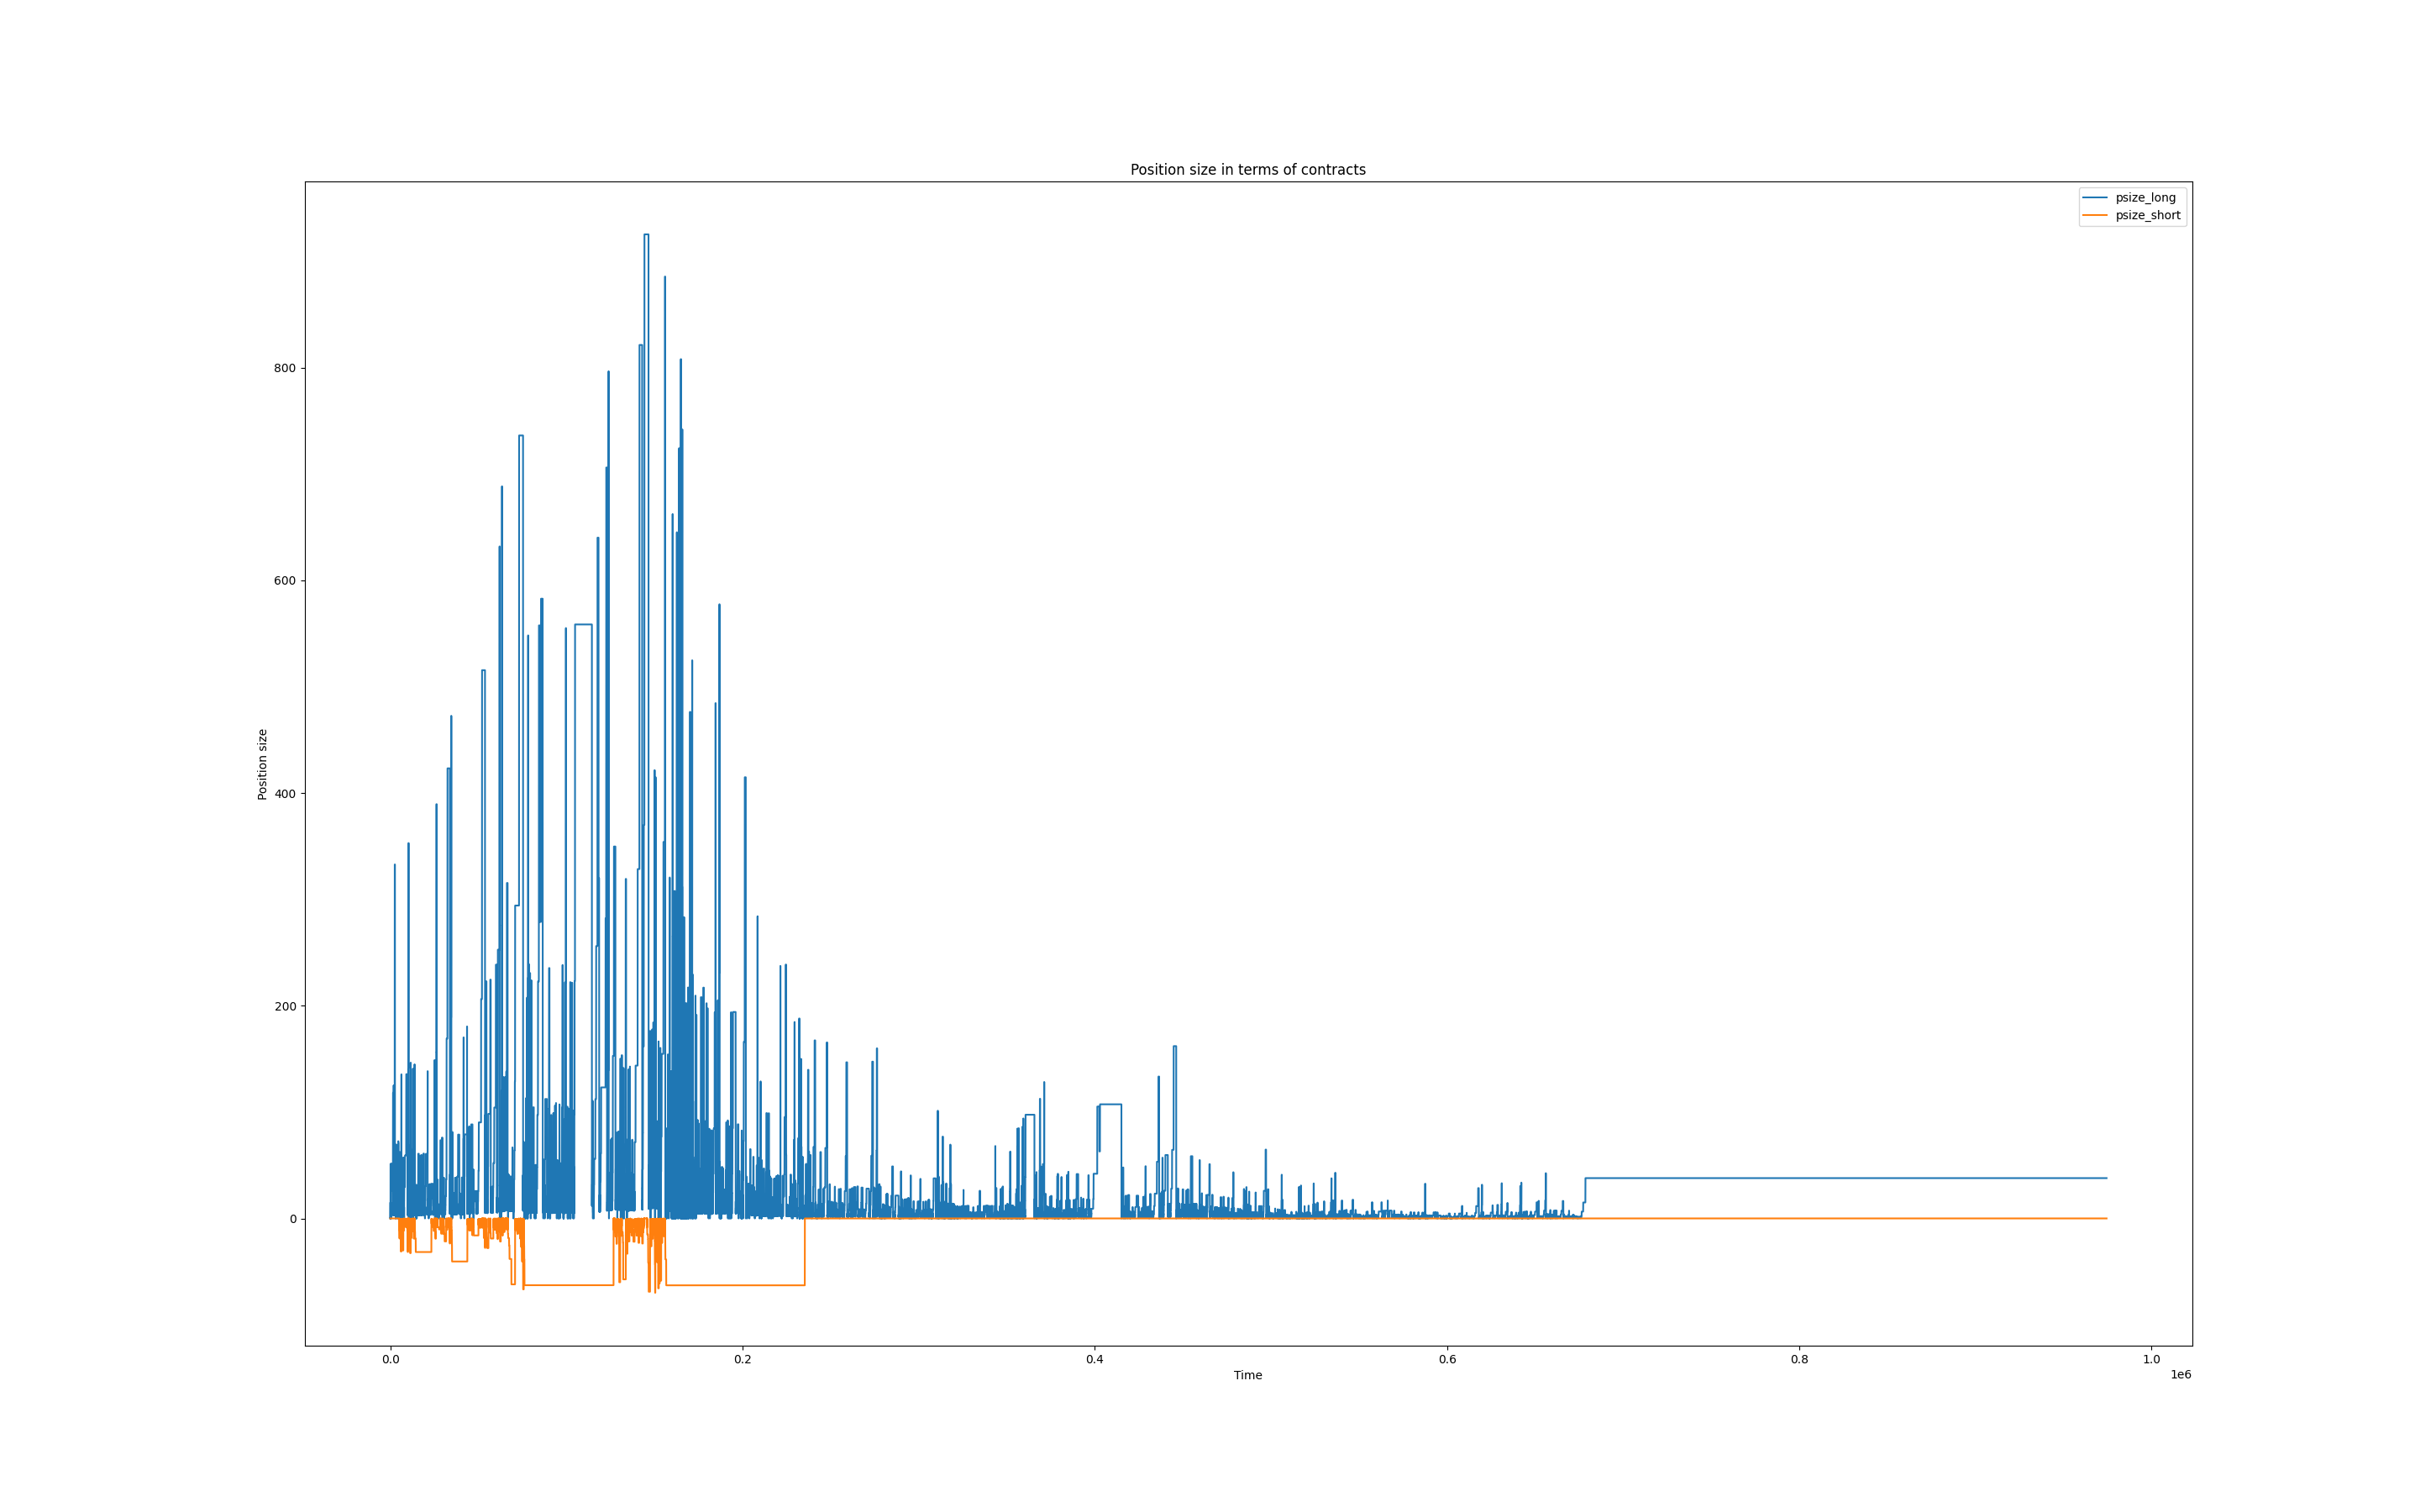 Position size in terms of contracts
psize_long
psize_short
800
600
400
200
0
Position size
0.0
0.2
0.4
0.6
0.8
1.0
Time
1e6